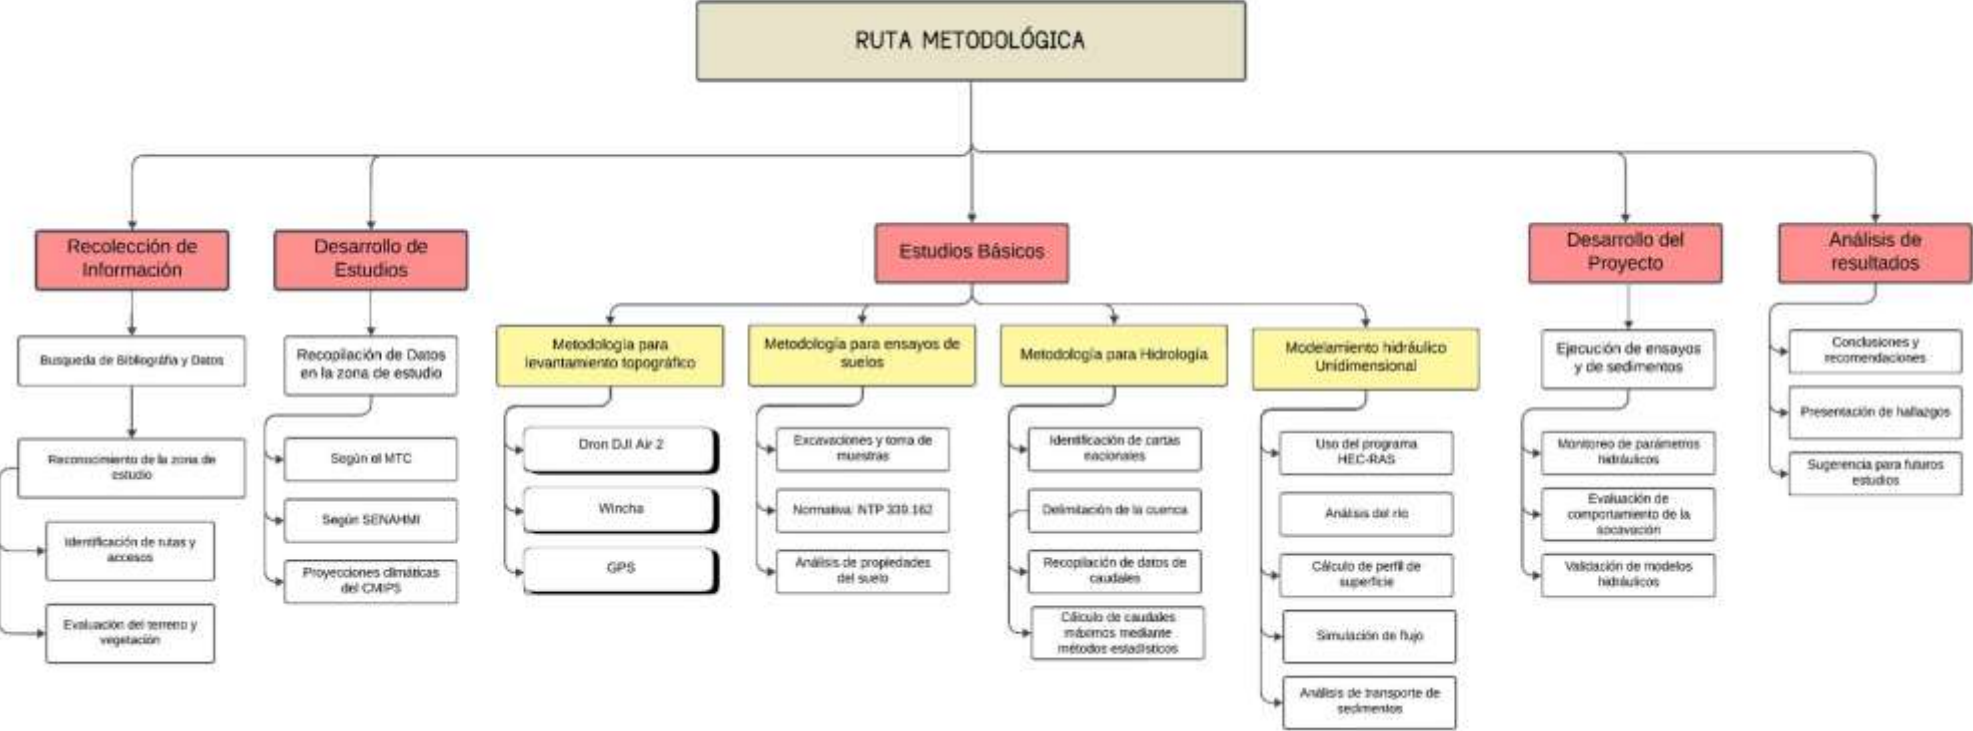 RUTA METODOLÓGICA
Recolección de
Información
Busqueda de Bibliográfia y Datos
Reconocimiento de la zona de
estudio
Identificación de rutas y
accesos
Evaluación del terreno y
vegetación
Desarrollo de
Estudios
Recopilación de Datos
en la zona de estudio
Según el MTC
Según SENAHMI
Proyecciones climáticas
del CMIP5
Estudios Básicos
Metodología para
levantamiento topográfico
Dron DJI Air 2
Wincha
GPS
Metodología para ensayos de
suelos
Excavaciones y toma de
muestras
Normativa: NTP 339.162
Análisis de propiedades
del suelo
Metodología para Hidrología
Identificación de cartas
nacionales
Delimitación de la cuenca
Recopilación de datos de
caudales
Cálculo de caudales
máximos mediante
métodos estadísticos
Modelamiento hidráulico
Unidimensional
Uso del programa
HEC-RAS
Análisis del río
Cálculo de perfil de
superficie
Simulación de flujo
Análisis de transporte de
sedimentos
Desarrollo del
Proyecto
Ejecución de ensayos
y de sedimentos
Monitoreo de parámetros
hidráulicos
Evaluación de
comportamiento de la
socavación
Validación de modelos
hidráulicos
Análisis de
resultados
Conclusiones y
recomendaciones
Presentación de hallazgos
Sugerencia para futuros
estudios